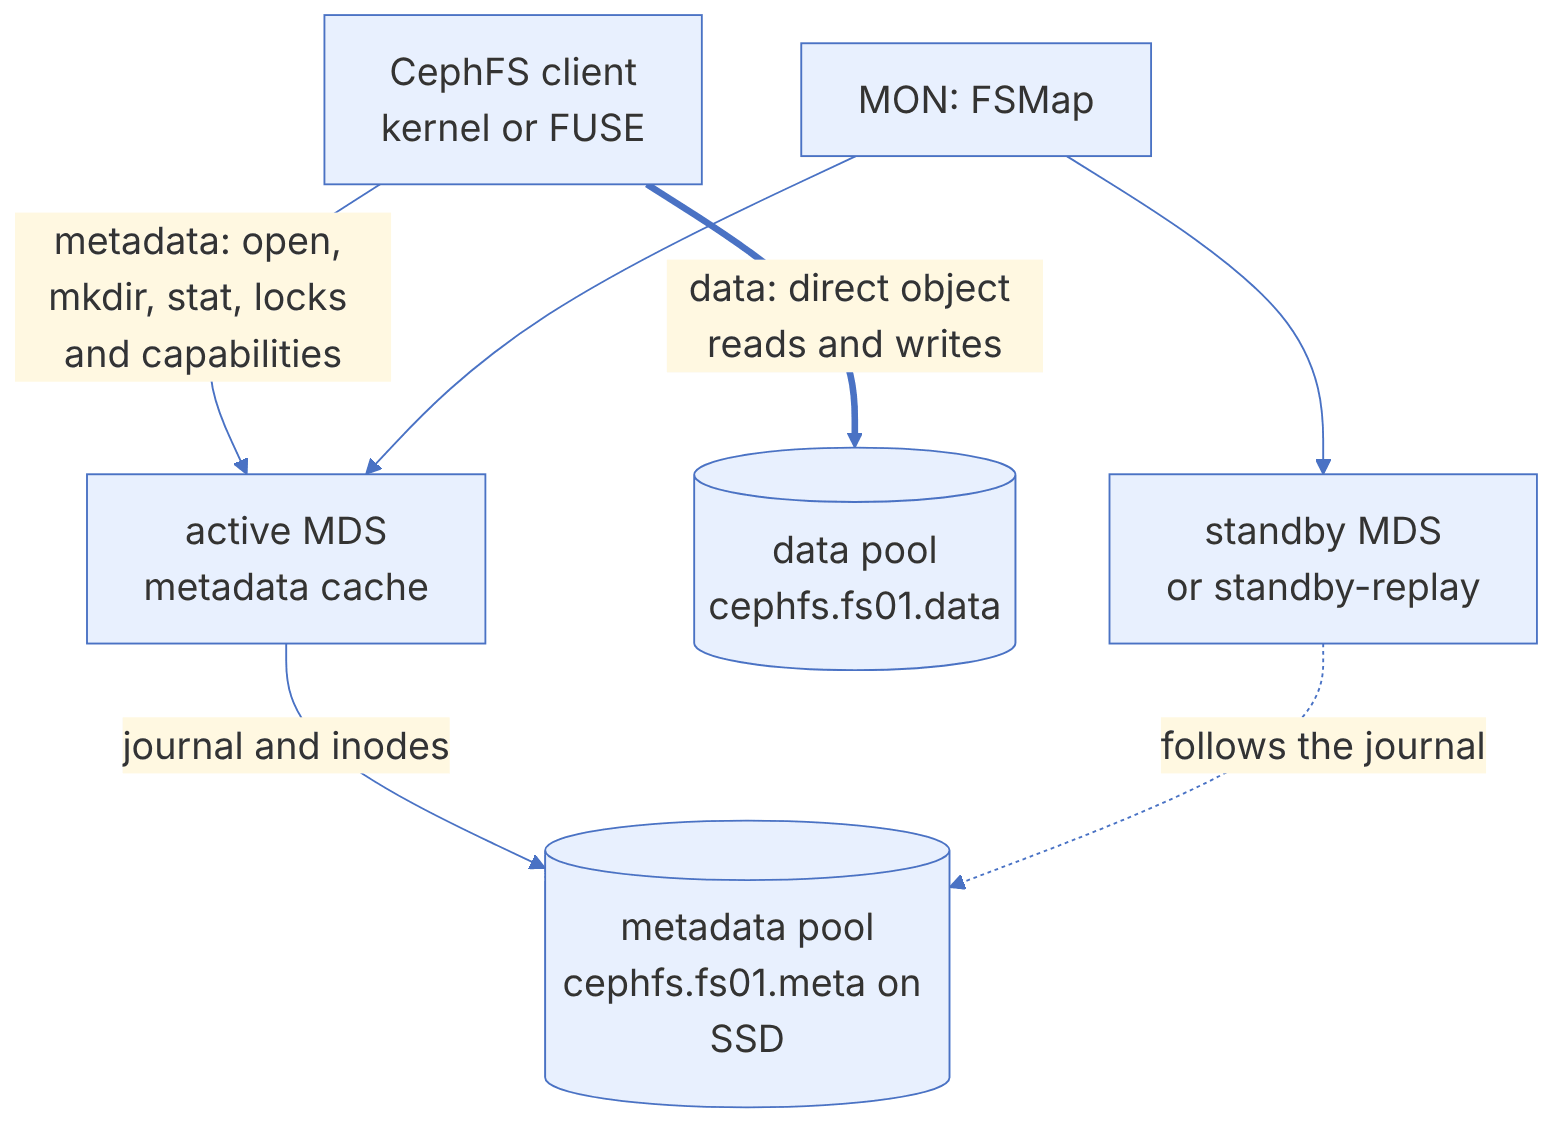 CephFS client
kernel or FUSE
MON: FSMap
metadata: open,
mkdir, stat, locks
and capabilities
data: direct object
reads and writes
active MDS
metadata cache
data pool
cephfs.fs01.data
standby MDS
or standby-replay
journal and inodes
follows the journal
metadata pool
cephfs.fs01.meta on
SSD